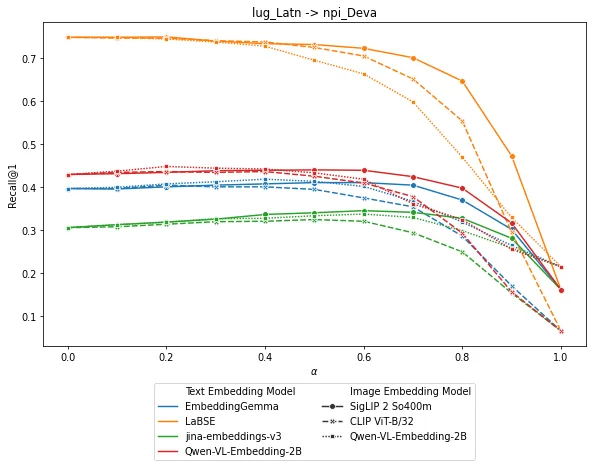 lug_Latn -> npi_Deva
Recall@1
0.7
0.6
0.5
0.4
0.3
0.2
0.1
0.0 0.2 0.4 0.6 0.8 1.0
α
Text Embedding Model
EmbeddingGemma
LaBSE
jina-embeddings-v3
Qwen-VL-Embedding-2B
Image Embedding Model
SigLIP 2 So400m
CLIP ViT-B/32
Qwen-VL-Embedding-2B